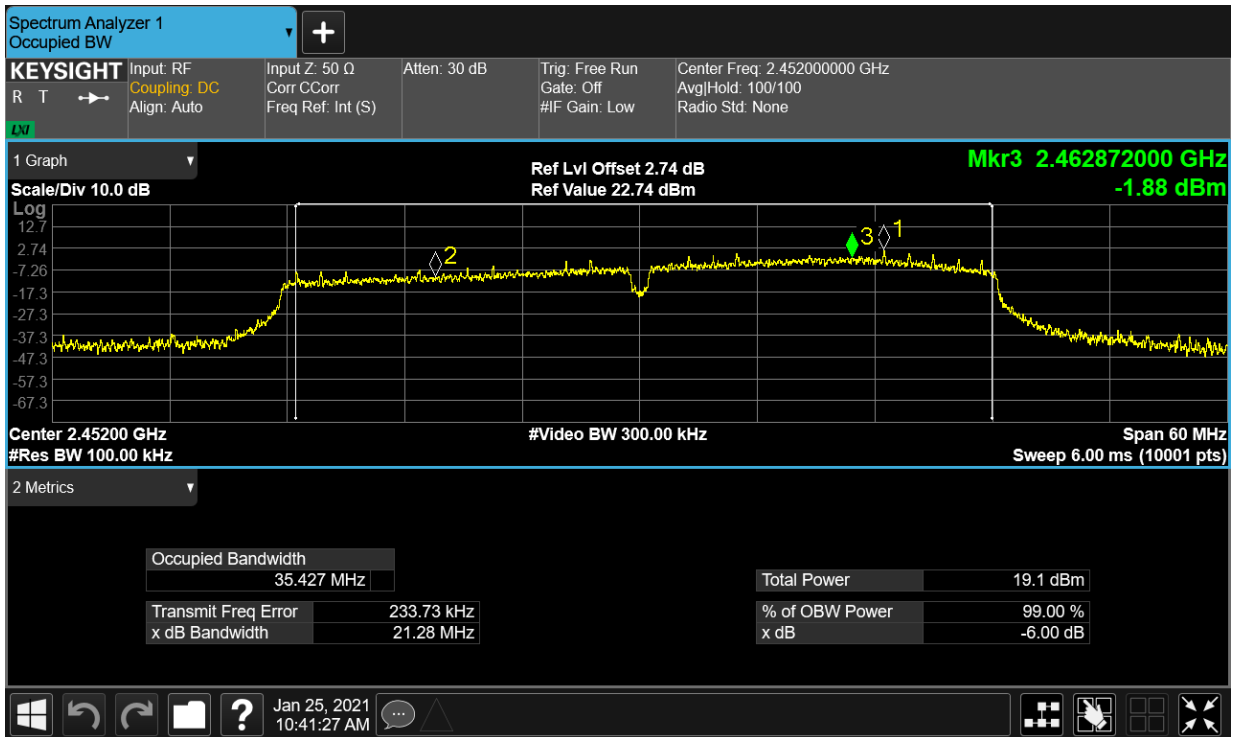 Spectrum Analyzer 1
Occupied BW
KEYSIGHT
R T
LXI
Input: RF
Coupling: DC
Align: Auto
Input Z: 50 Ω
Corr CCorr
Freq Ref: Int (S)
Atten: 30 dB
Trig: Free Run
Gate: Off
#IF Gain: Low
Center Freq: 2.452000000 GHz
Avg|Hold: 100/100
Radio Std: None
1 Graph
Scale/Div 10.0 dB
Ref Lvl Offset 2.74 dB
Ref Value 22.74 dBm
Mkr3 2.462872000 GHz
-1.88 dBm
Log
12.7
2.74
-7.26
-17.3
-27.3
-37.3
-47.3
-57.3
-67.3
2
3
1
Center 2.45200 GHz
#Video BW 300.00 kHz
Span 60 MHz
#Res BW 100.00 kHz
Sweep 6.00 ms (10001 pts)
2 Metrics
Occupied Bandwidth
35.427 MHz
Transmit Freq Error 233.73 kHz
x dB Bandwidth 21.28 MHz
Total Power 19.1 dBm
% of OBW Power 99.00 %
x dB -6.00 dB
?
Jan 25, 2021
10:41:27 AM